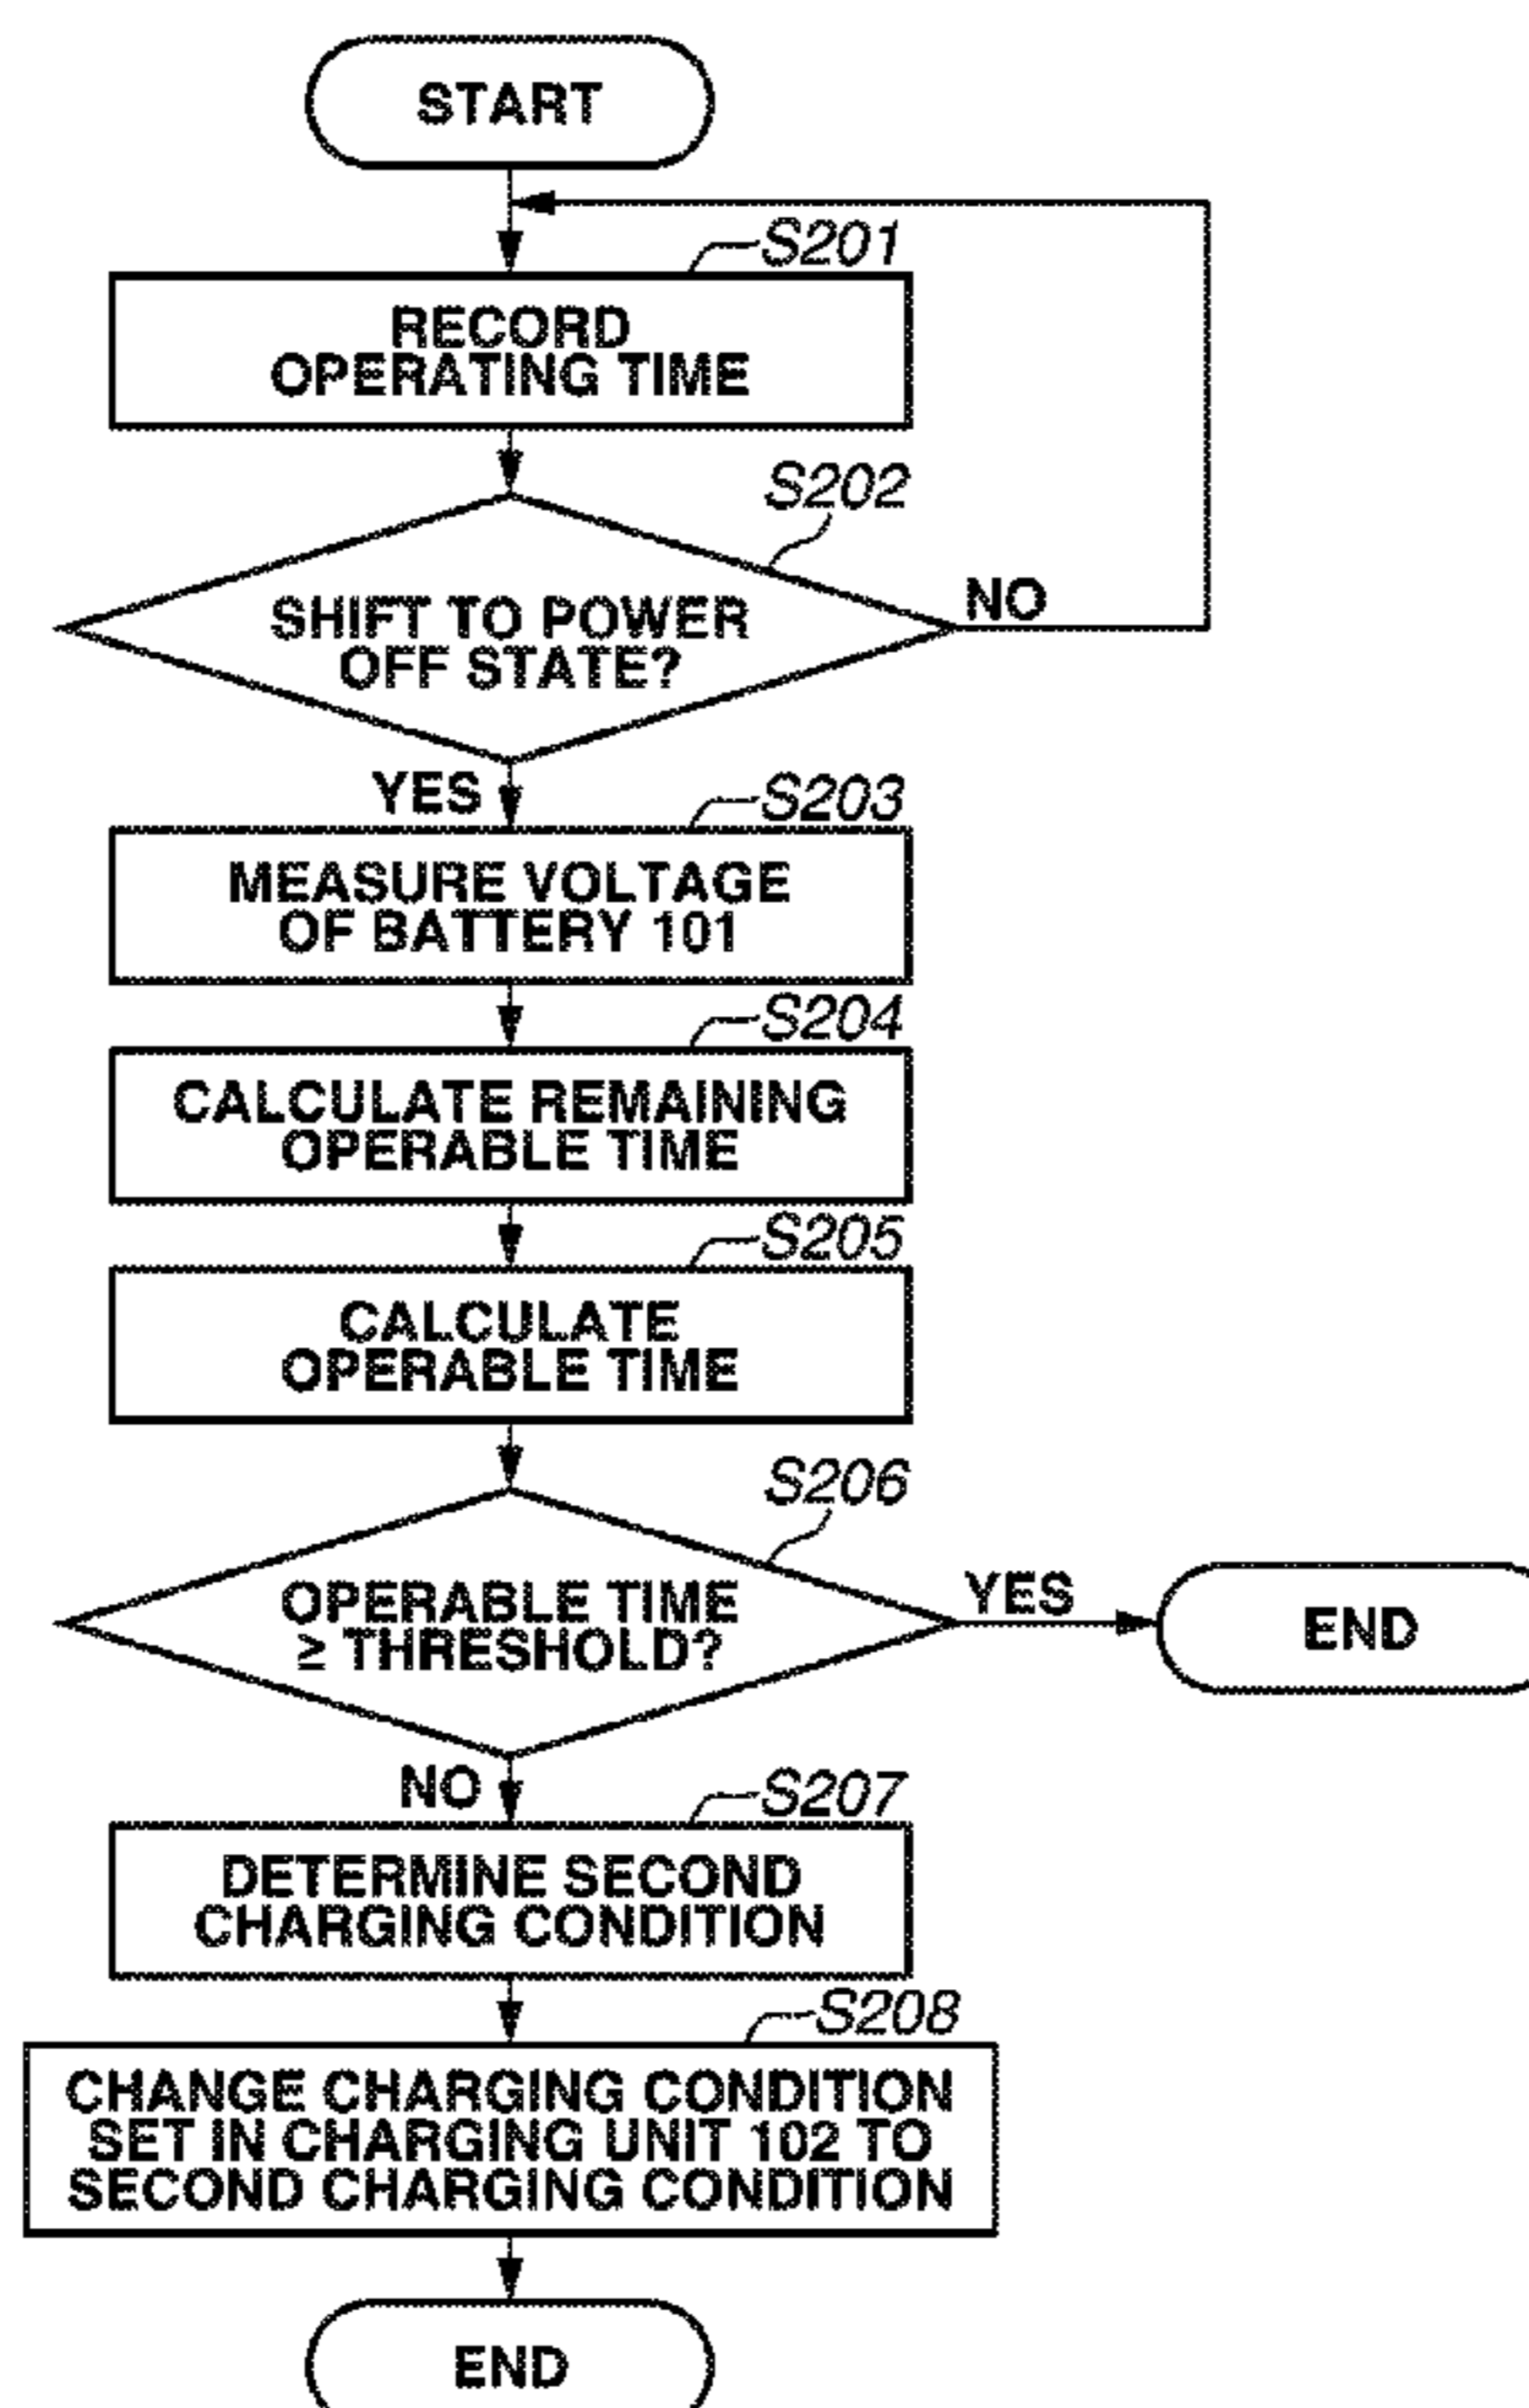 START
S201
RECORD
OPERATING TIME
S202
SHIFT TO POWER
OFF STATE?
NO
YES
S203
MEASURE VOLTAGE
OF BATTERY 101
S204
CALCULATE REMAINING
OPERABLE TIME
S205
CALCULATE
OPERABLE TIME
S206
OPERABLE TIME
≥ THRESHOLD?
YES
END
NO
S207
DETERMINE SECOND
CHARGING CONDITION
S208
CHANGE CHARGING CONDITION
SET IN CHARGING UNIT 102 TO
SECOND CHARGING CONDITION
END